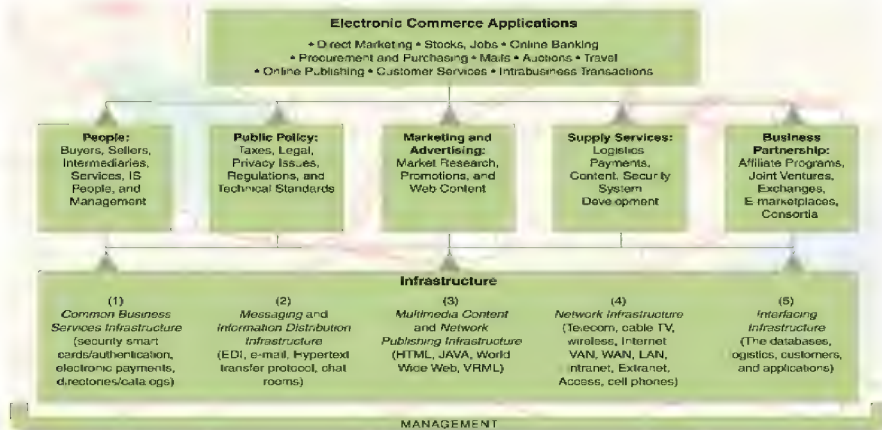 Electronic Commerce Applications
• Direct Marketing • Stocks, Jobs • Online Banking
• Procurement and Purchasing • Malls • Auctions • Travel
• Online Publishing • Customer Services • Intrabusiness Transactions
People:
Buyers, Sellers,
Intermediaries,
Services, IS
People, and
Management
Public Policy:
Taxes, Legal,
Privacy Issues,
Regulations, and
Technical Standards
Marketing and
Advertising:
Market Research,
Promotions, and
Web Content
Supply Services:
Logistics
Payments,
Content, Security
System
Development
Business
Partnership:
Affiliate Programs,
Joint Ventures,
Exchanges,
E-marketplaces,
Consortia
Infrastructure
(1)
Common Business
Services Infrastructure
(security smart
cards/authentication,
electronic payments,
directories/catalogs)
(2)
Messaging and
Information Distribution
Infrastructure
(EDI, e-mail, Hypertext
transfer protocol, chat
rooms)
(3)
Multimedia Content
and Network
Publishing Infrastructure
(HTML, JAVA, World
Wide Web, VRML)
(4)
Network Infrastructure
(Telecom, cable TV,
wireless, Internet
VAN, WAN, LAN,
Intranet, Extranet,
Access, cell phones)
(5)
Interfacing
Infrastructure
(The databases,
logistics, customers,
and applications)
MANAGEMENT